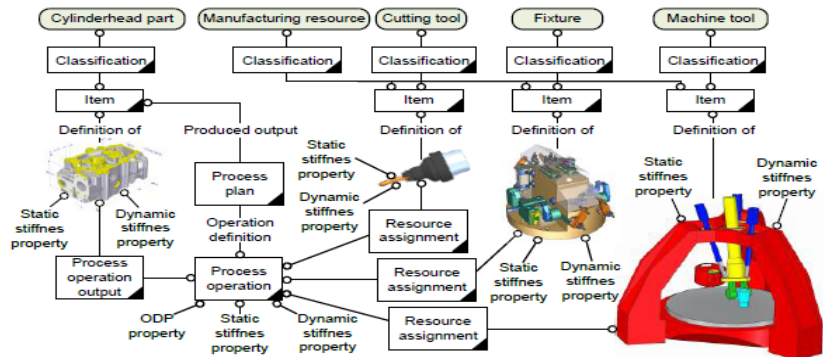 Cylinderhead part
Manufacturing resource
Cutting tool
Fixture
Machine tool
Classification
Classification
Classification
Classification
Classification
Item
Item
Item
Item
Definition of
Produced output
Definition of
Definition of
Definition of
Static
stiffnes
property
Dynamic
stiffnes
property
Process
plan
Static
stiffnes
property
Dynamic
stiffnes
property
Static
stiffnes
property
Dynamic
stiffnes
property
Operation
definition
Resource
assignment
Process operation
output
Process
operation
Resource
assignment
Static
stiffnes
property
Dynamic
stiffnes
property
ODP
property
Static
stiffnes
property
Dynamic
stiffnes
property
Resource
assignment